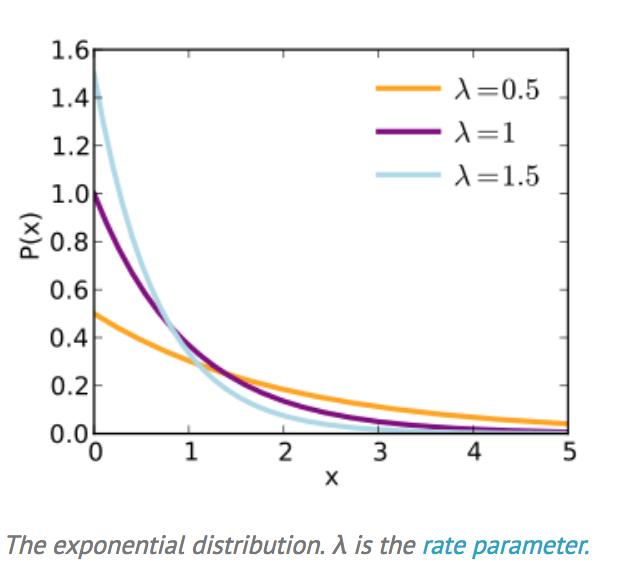 1.6
1.4
1.2
1.0
0.8
0.6
0.4
0.2
0.0
P(x)
λ=0.5
λ=1
λ=1.5
0 1 2 3 4 5
x
The exponential distribution. λ is the rate parameter.